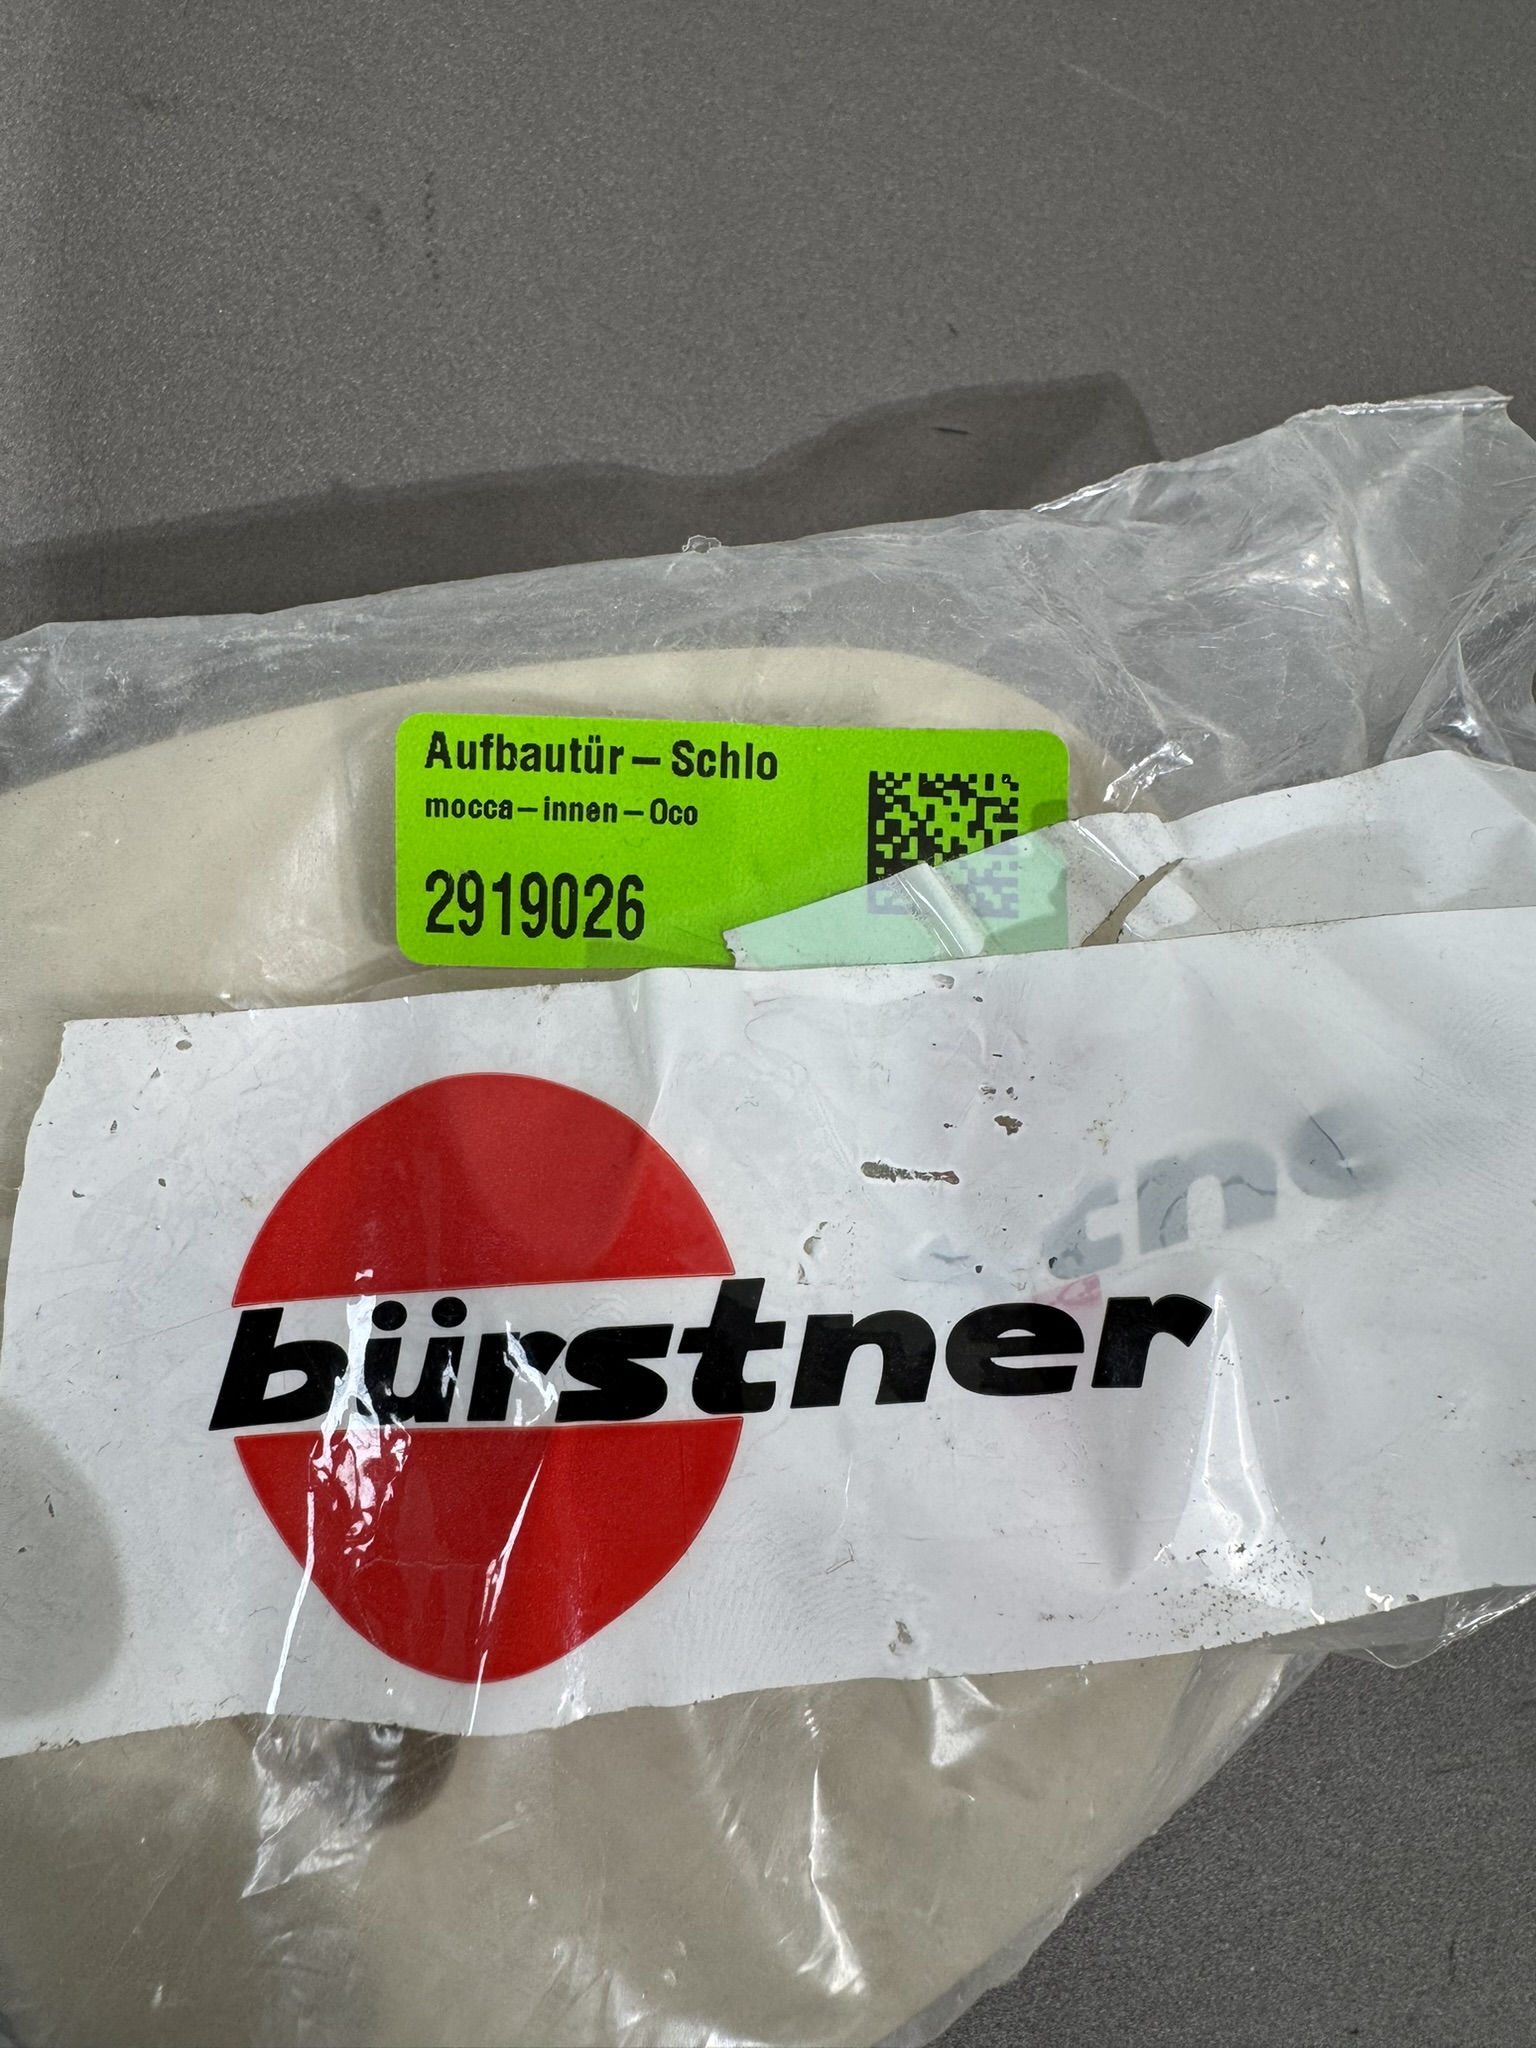 Aufbautür – Schlo
mocca – innen – Oco
2919026
bürstner